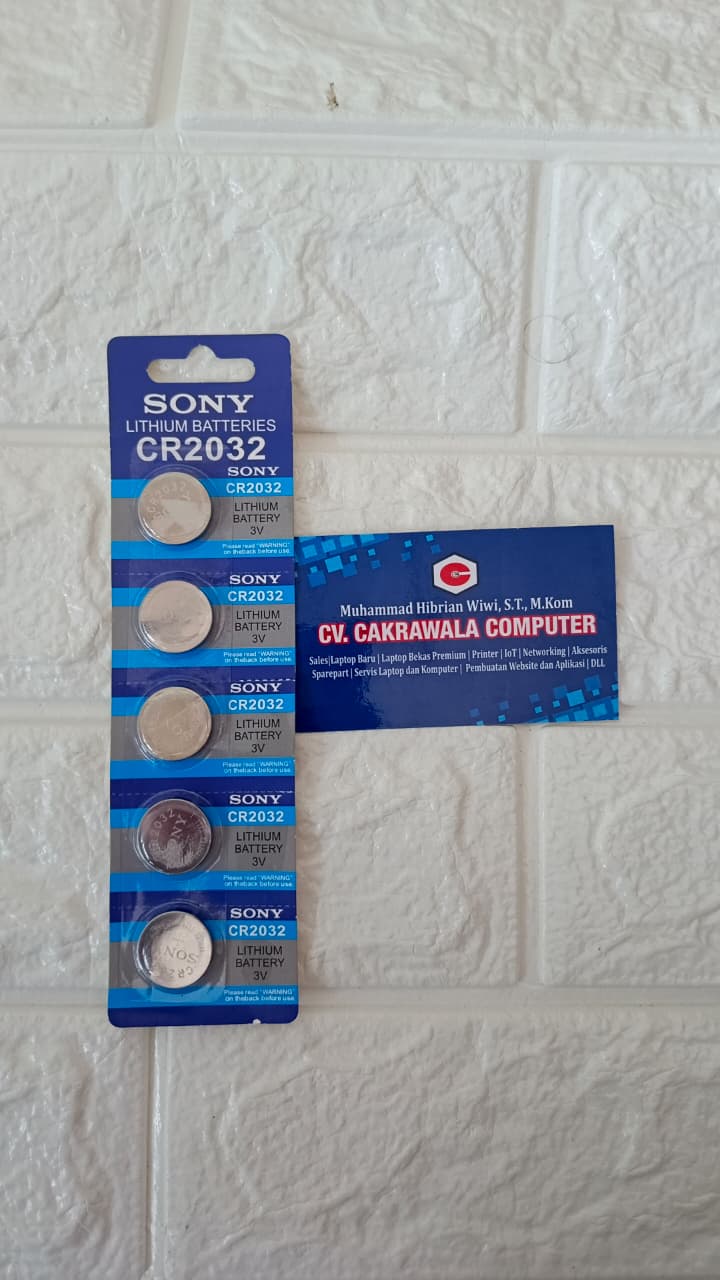 SONY
LITHIUM BATTERIES
CR2032
SONY
CR2032
LITHIUM
BATTERY
3V
Please read "WARNING"
on theback before use.
SONY
CR2032
LITHIUM
BATTERY
3V
Please read "WARNING"
on theback before use.
SONY
CR2032
LITHIUM
BATTERY
3V
Please read "WARNING"
on theback before use.
SONY
CR2032
LITHIUM
BATTERY
3V
Please read "WARNING"
on theback before use.
SONY
CR2032
LITHIUM
BATTERY
3V
Please read "WARNING"
on theback before use.
Muhammad Hibrian Wiwi, S.T., M.Kom
CV. CAKRAWALA COMPUTER
Sales|Laptop Baru | Laptop Bekas Premium | Printer | IoT | Networking | Aksesoris
Sparepart | Servis Laptop dan Komputer | Pembuatan Website dan Aplikasi | DLL